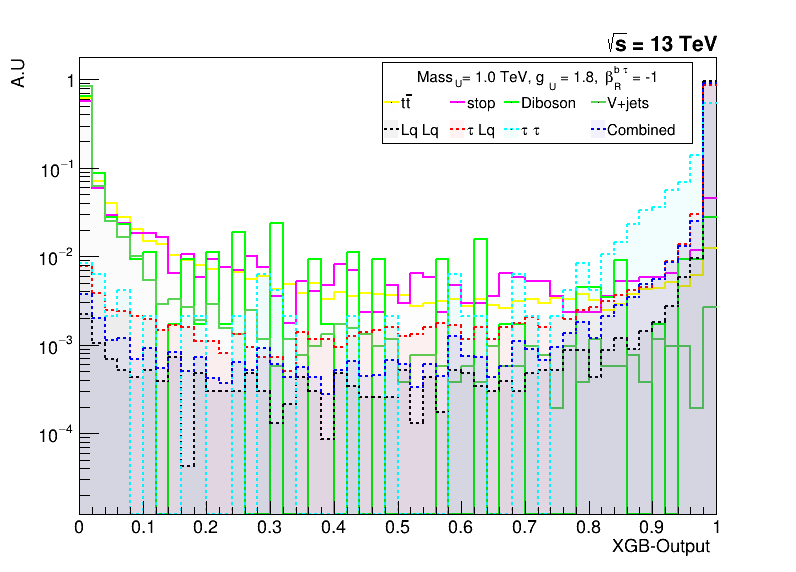 √s = 13 TeV
A.U
Mass_U = 1.0 TeV, g_U = 1.8, β_R^{b τ} = -1
tt̅ stop Diboson V+jets
Lq Lq τ Lq τ τ Combined
1
10⁻¹
10⁻²
10⁻³
10⁻⁴
0 0.1 0.2 0.3 0.4 0.5 0.6 0.7 0.8 0.9 1
XGB-Output